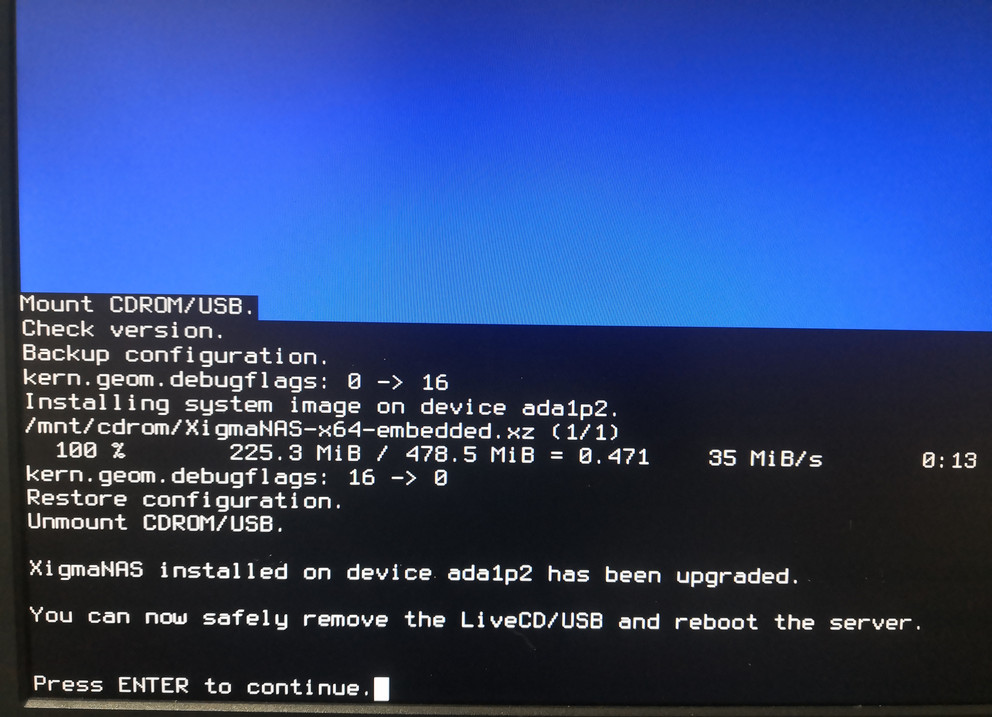 Mount CDROM/USB.
Check version.
Backup configuration.
kern.geom.debugflags: 0 -> 16
Installing system image on device ada1p2.
/mnt/cdrom/XigmaNAS-x64-embedded.xz (1/1)
100 % 225.3 MiB / 478.5 MiB = 0.471 35 MiB/s 0:13
kern.geom.debugflags: 16 -> 0
Restore configuration.
Unmount CDROM/USB.
XigmaNAS installed on device ada1p2 has been upgraded.
You can now safely remove the LiveCD/USB and reboot the server.
Press ENTER to continue.